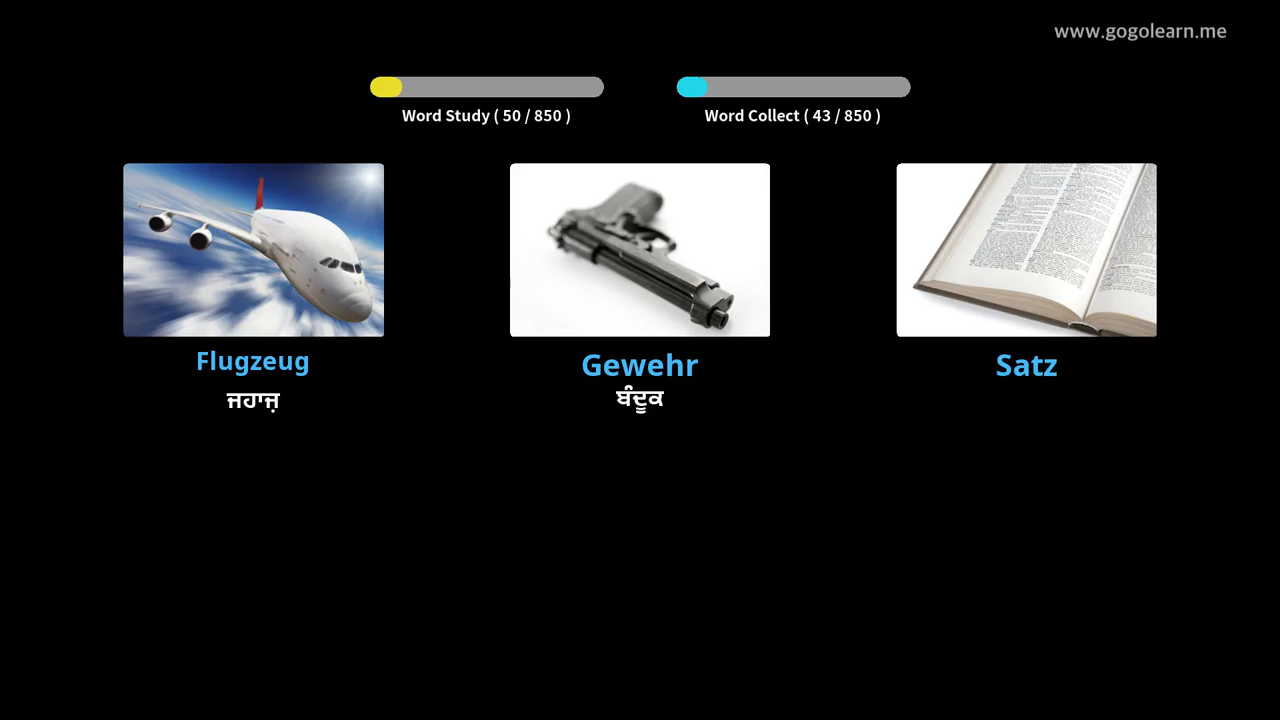 www.gogolearn.me
Word Study ( 50 / 850 )
Word Collect ( 43 / 850 )
Flugzeug
ਜਹਾਜ਼
Gewehr
ਬੰਦੂਕ
Satz